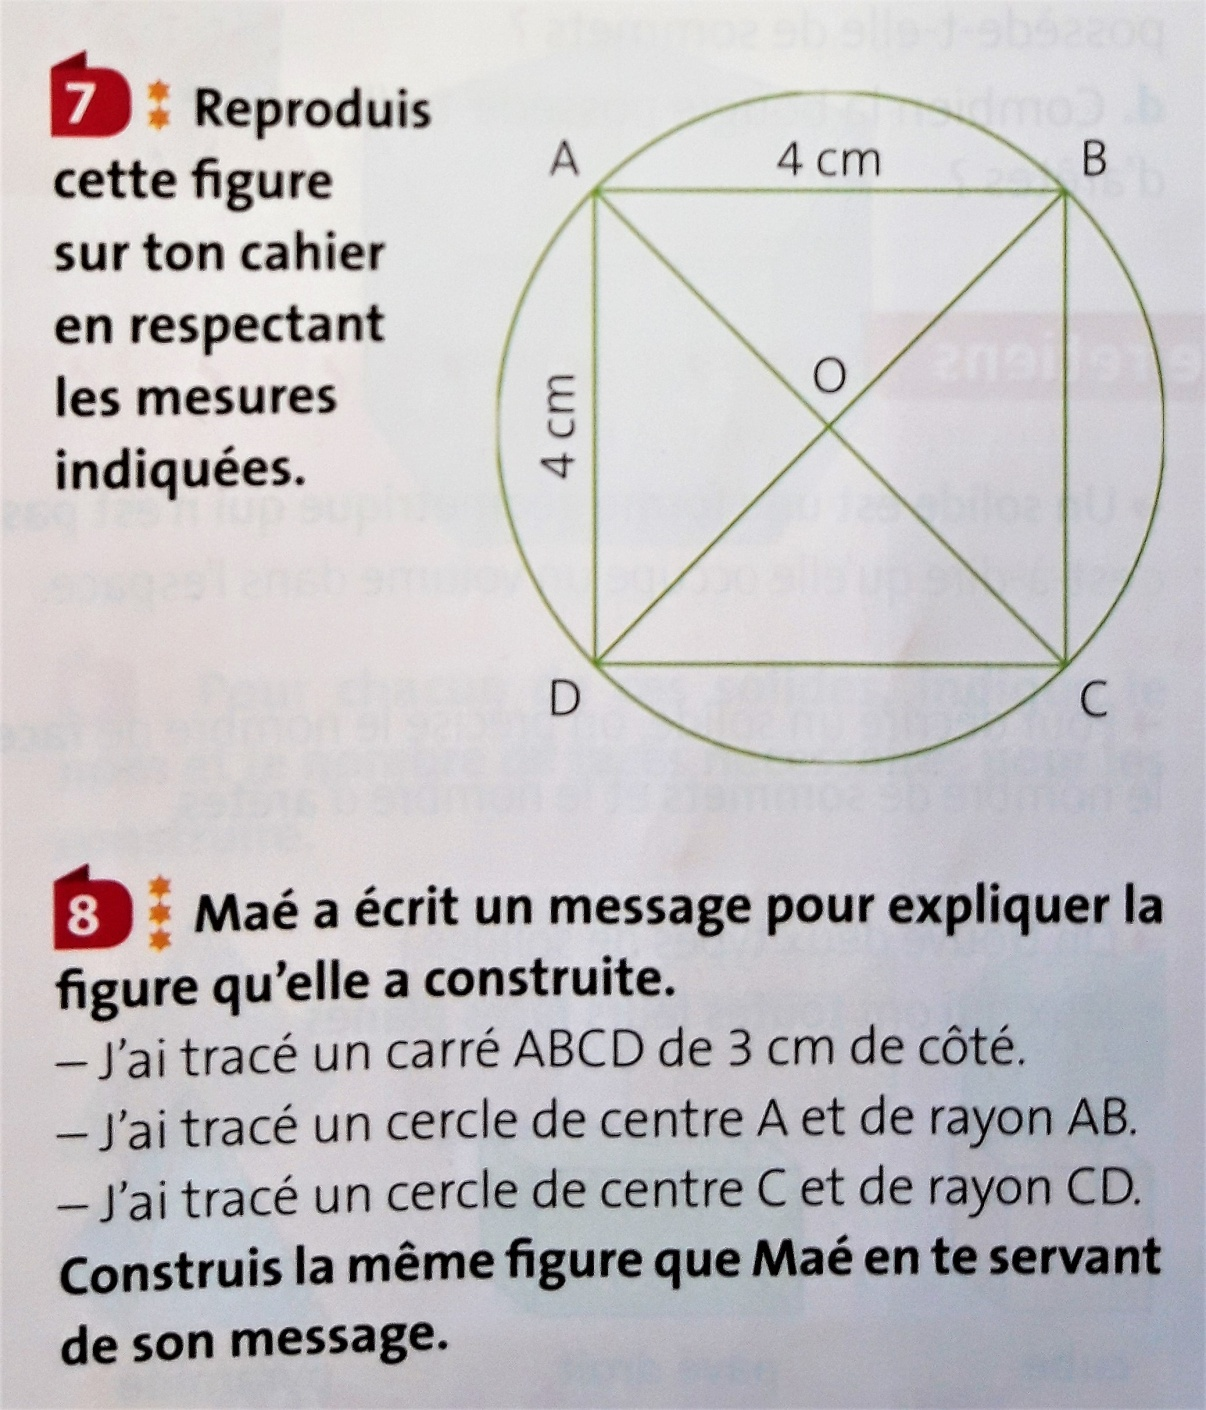 7 Reproduis
cette figure
sur ton cahier
en respectant
les mesures
indiquées.
A
4 cm
B
O
4 cm
D
C
8 Maé a écrit un message pour expliquer la
figure qu'elle a construite.
– J'ai tracé un carré ABCD de 3 cm de côté.
– J'ai tracé un cercle de centre A et de rayon AB.
– J'ai tracé un cercle de centre C et de rayon CD.
Construis la même figure que Maé en te servant
de son message.